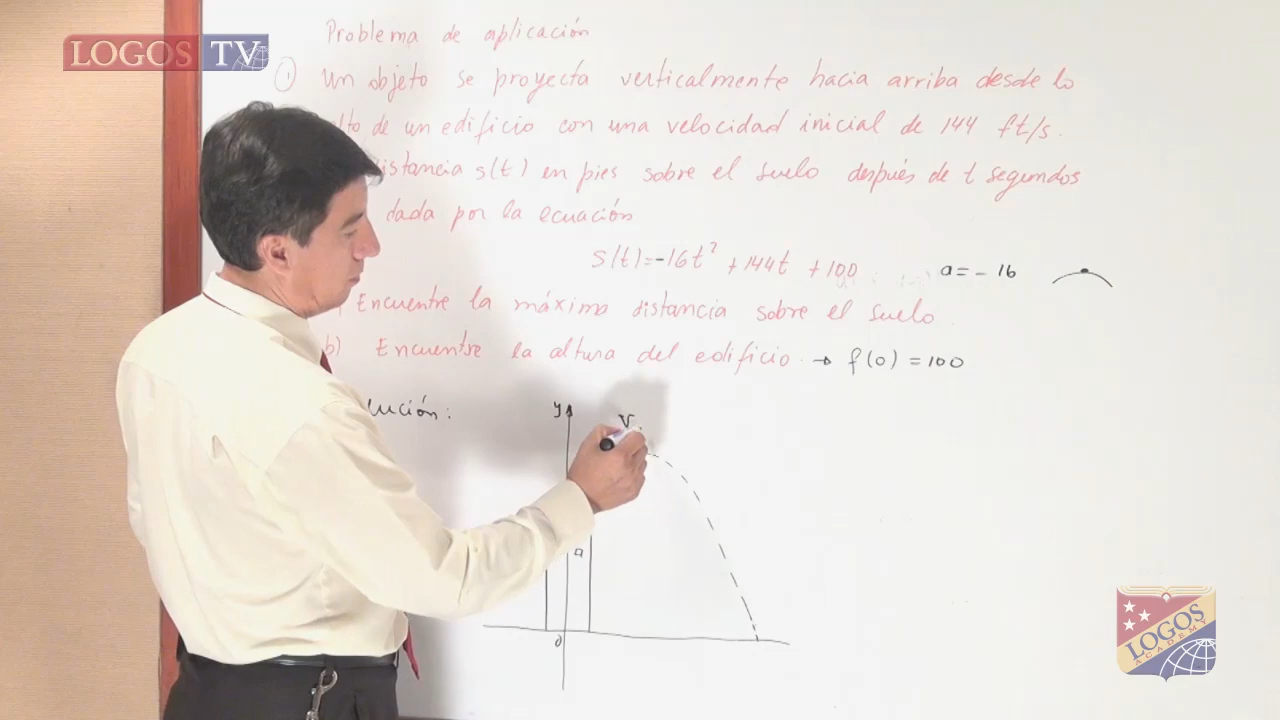 LOGOS TV
Problema de aplicación
① Un objeto se proyecta verticalmente hacia arriba desde lo
alto de un edificio con una velocidad inicial de 144 ft/s.
distancia s(t) en pies sobre el suelo después de t segundos
dada por la ecuación
s(t)=-16t² +144t +100
a = - 16
) Encuentre la máxima distancia sobre el suelo
b) Encuentre la altura del edificio. → f(0) = 100
lución:
y
V
a
0
LOGOS
ACADEMY